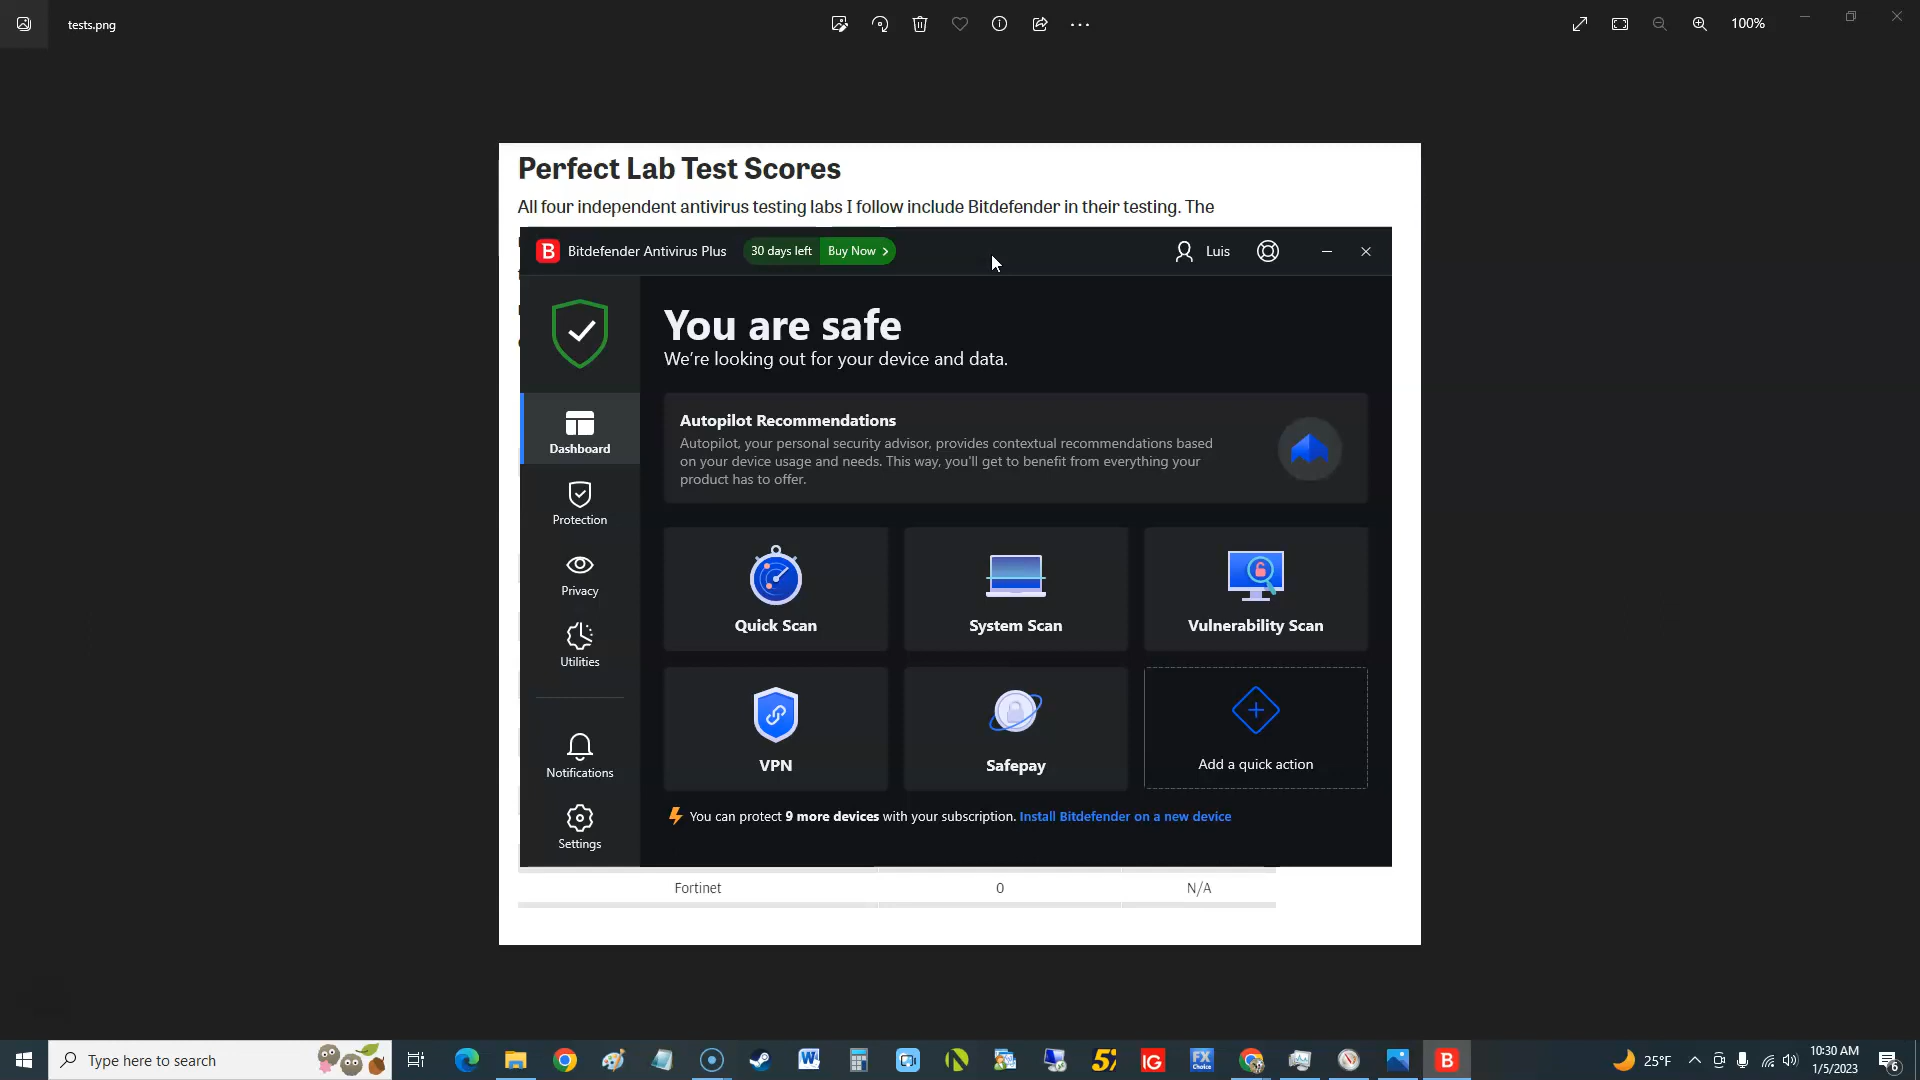 tests.png
100%
Perfect Lab Test Scores
All four independent antivirus testing labs I follow include Bitdefender in their testing. The
B Bitdefender Antivirus Plus 30 days left Buy Now > Luis
You are safe
We're looking out for your device and data.
Dashboard
Protection
Privacy
Utilities
Notifications
Settings
Autopilot Recommendations
Autopilot, your personal security advisor, provides contextual recommendations based
on your device usage and needs. This way, you'll get to benefit from everything your
product has to offer.
Quick Scan
System Scan
Vulnerability Scan
VPN
Safepay
Add a quick action
You can protect 9 more devices with your subscription. Install Bitdefender on a new device
Fortinet 0 N/A
Type here to search
IG
FX
Choice
B
25°F
10:30 AM
1/5/2023
6